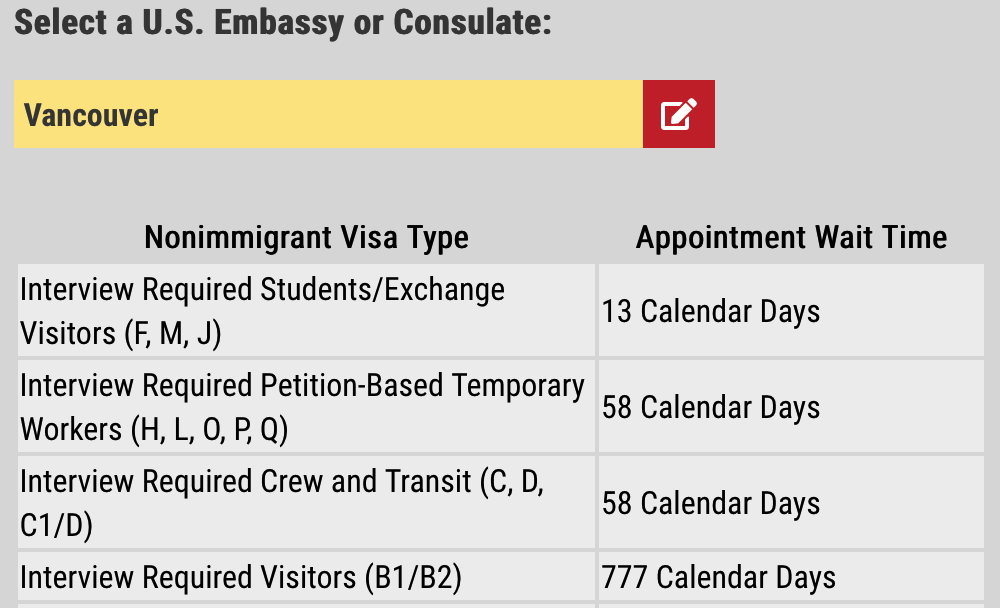 Select a U.S. Embassy or Consulate:
Vancouver
Nonimmigrant Visa Type Appointment Wait Time
Interview Required Students/Exchange
Visitors (F, M, J)
13 Calendar Days
Interview Required Petition-Based Temporary
Workers (H, L, O, P, Q)
58 Calendar Days
Interview Required Crew and Transit (C, D,
C1/D)
58 Calendar Days
Interview Required Visitors (B1/B2)
777 Calendar Days